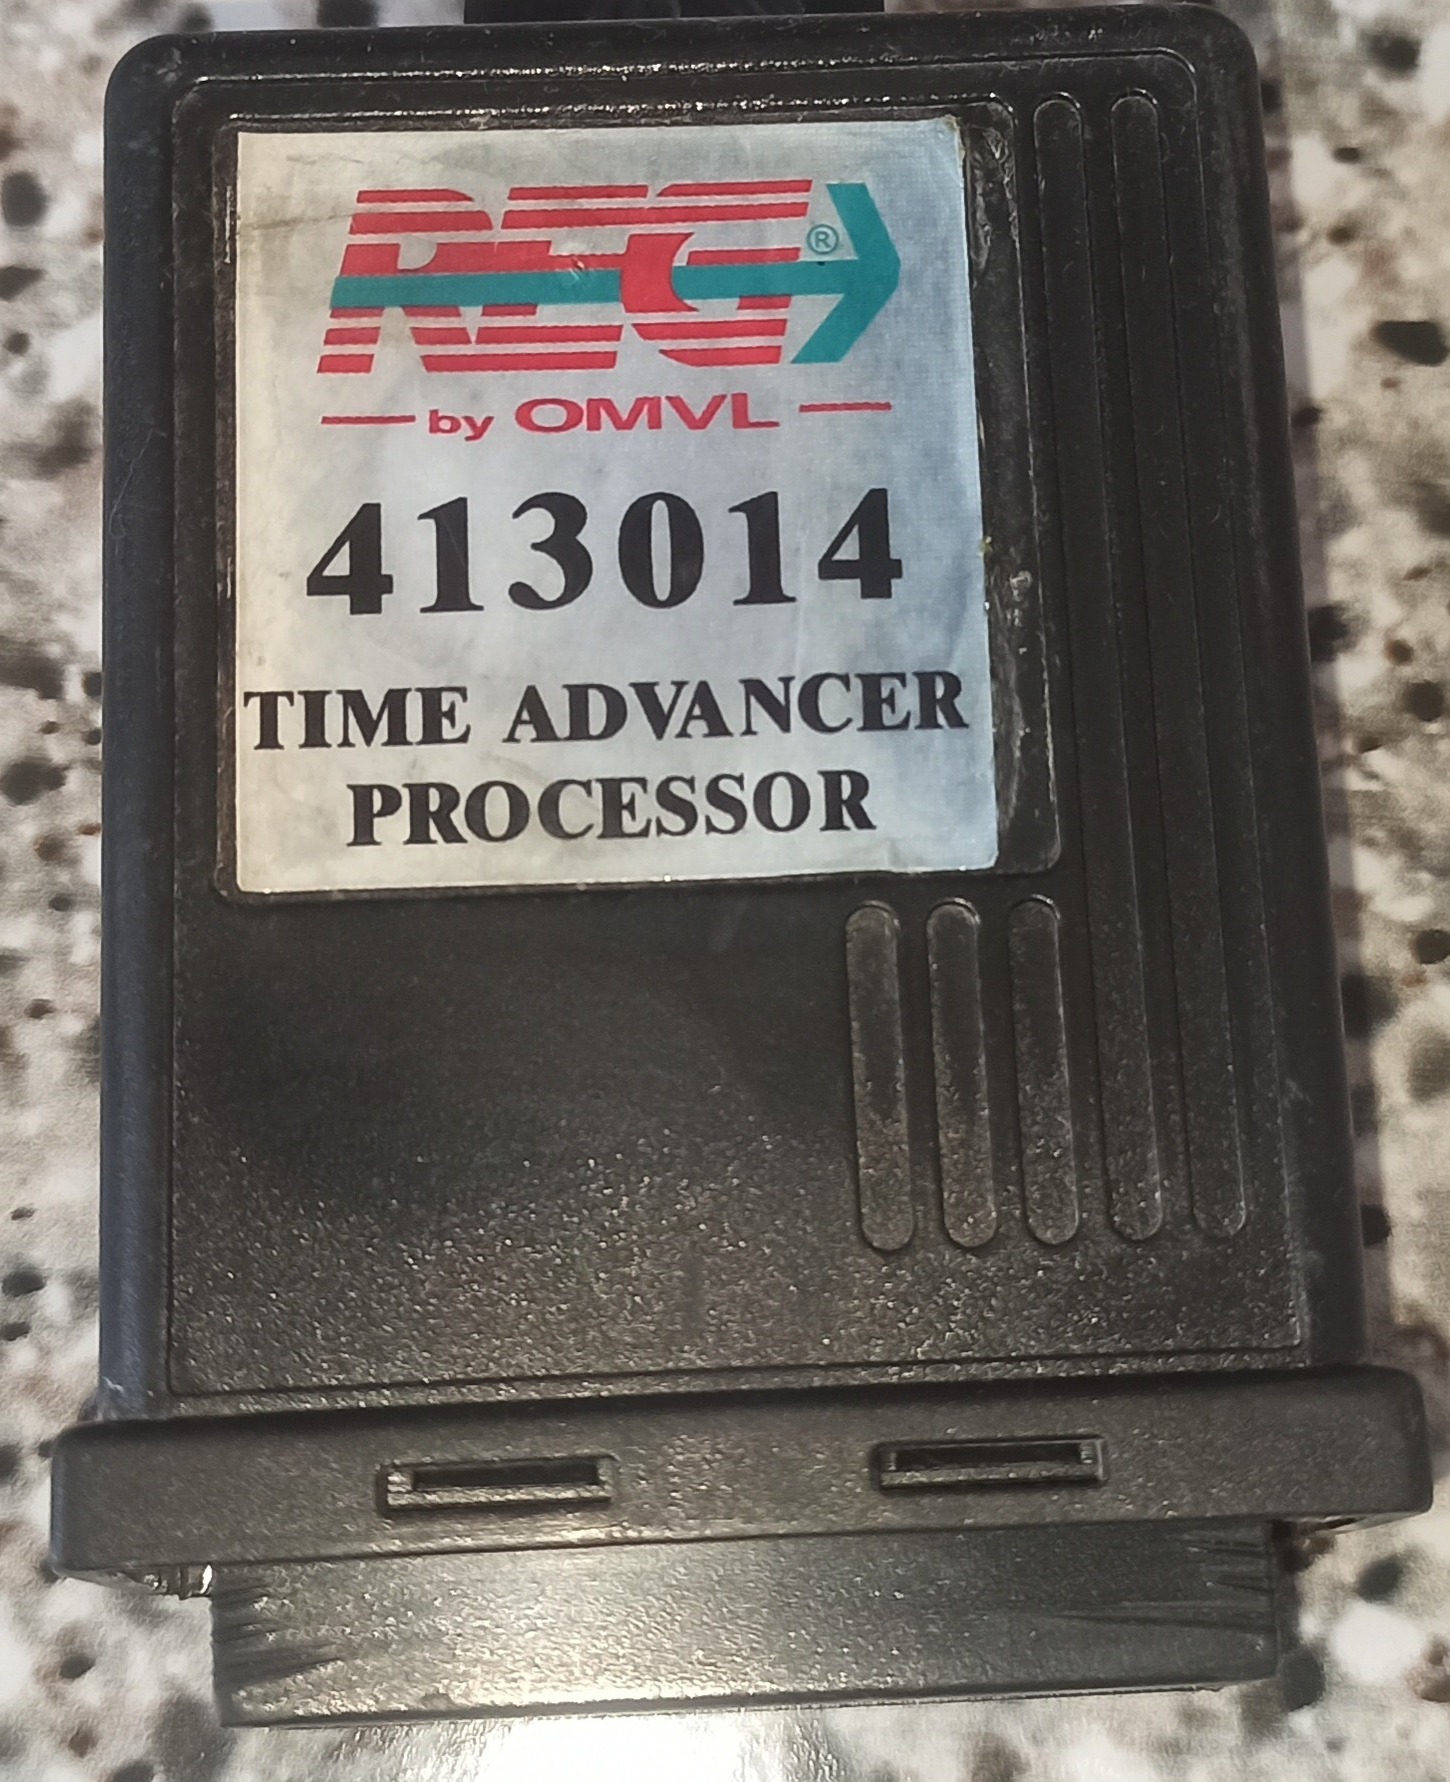 REG®
by OMVL
413014
TIME ADVANCER
PROCESSOR